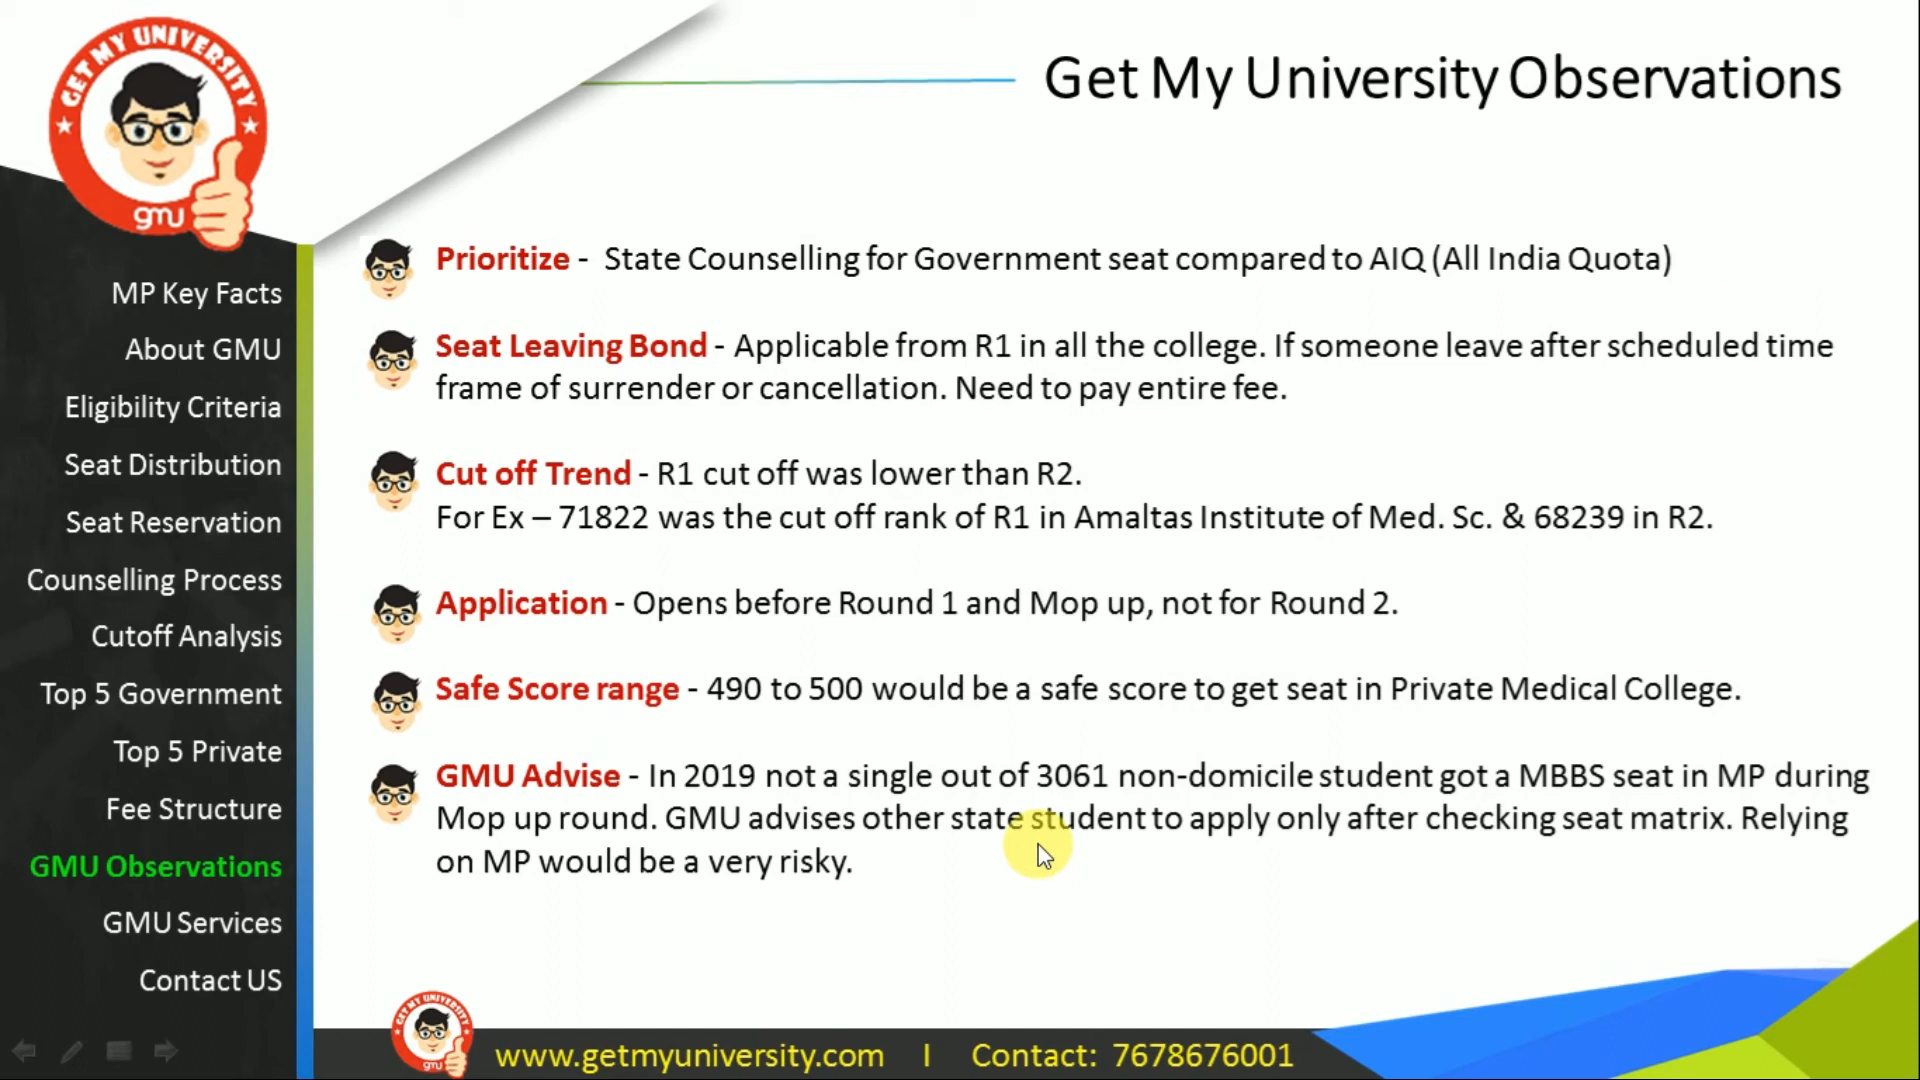 GET MY UNIVERSITY
gmu
Get My University Observations
MP Key Facts
About GMU
Eligibility Criteria
Seat Distribution
Seat Reservation
Counselling Process
Cutoff Analysis
Top 5 Government
Top 5 Private
Fee Structure
GMU Observations
GMU Services
Contact US
Prioritize - State Counselling for Government seat compared to AIQ (All India Quota)
Seat Leaving Bond - Applicable from R1 in all the college. If someone leave after scheduled time
frame of surrender or cancellation. Need to pay entire fee.
Cut off Trend - R1 cut off was lower than R2.
For Ex – 71822 was the cut off rank of R1 in Amaltas Institute of Med. Sc. & 68239 in R2.
Application - Opens before Round 1 and Mop up, not for Round 2.
Safe Score range - 490 to 500 would be a safe score to get seat in Private Medical College.
GMU Advise - In 2019 not a single out of 3061 non-domicile student got a MBBS seat in MP during
Mop up round. GMU advises other state student to apply only after checking seat matrix. Relying
on MP would be a very risky.
GET MY UNIVERSITY
gmu
www.getmyuniversity.com I Contact: 7678676001